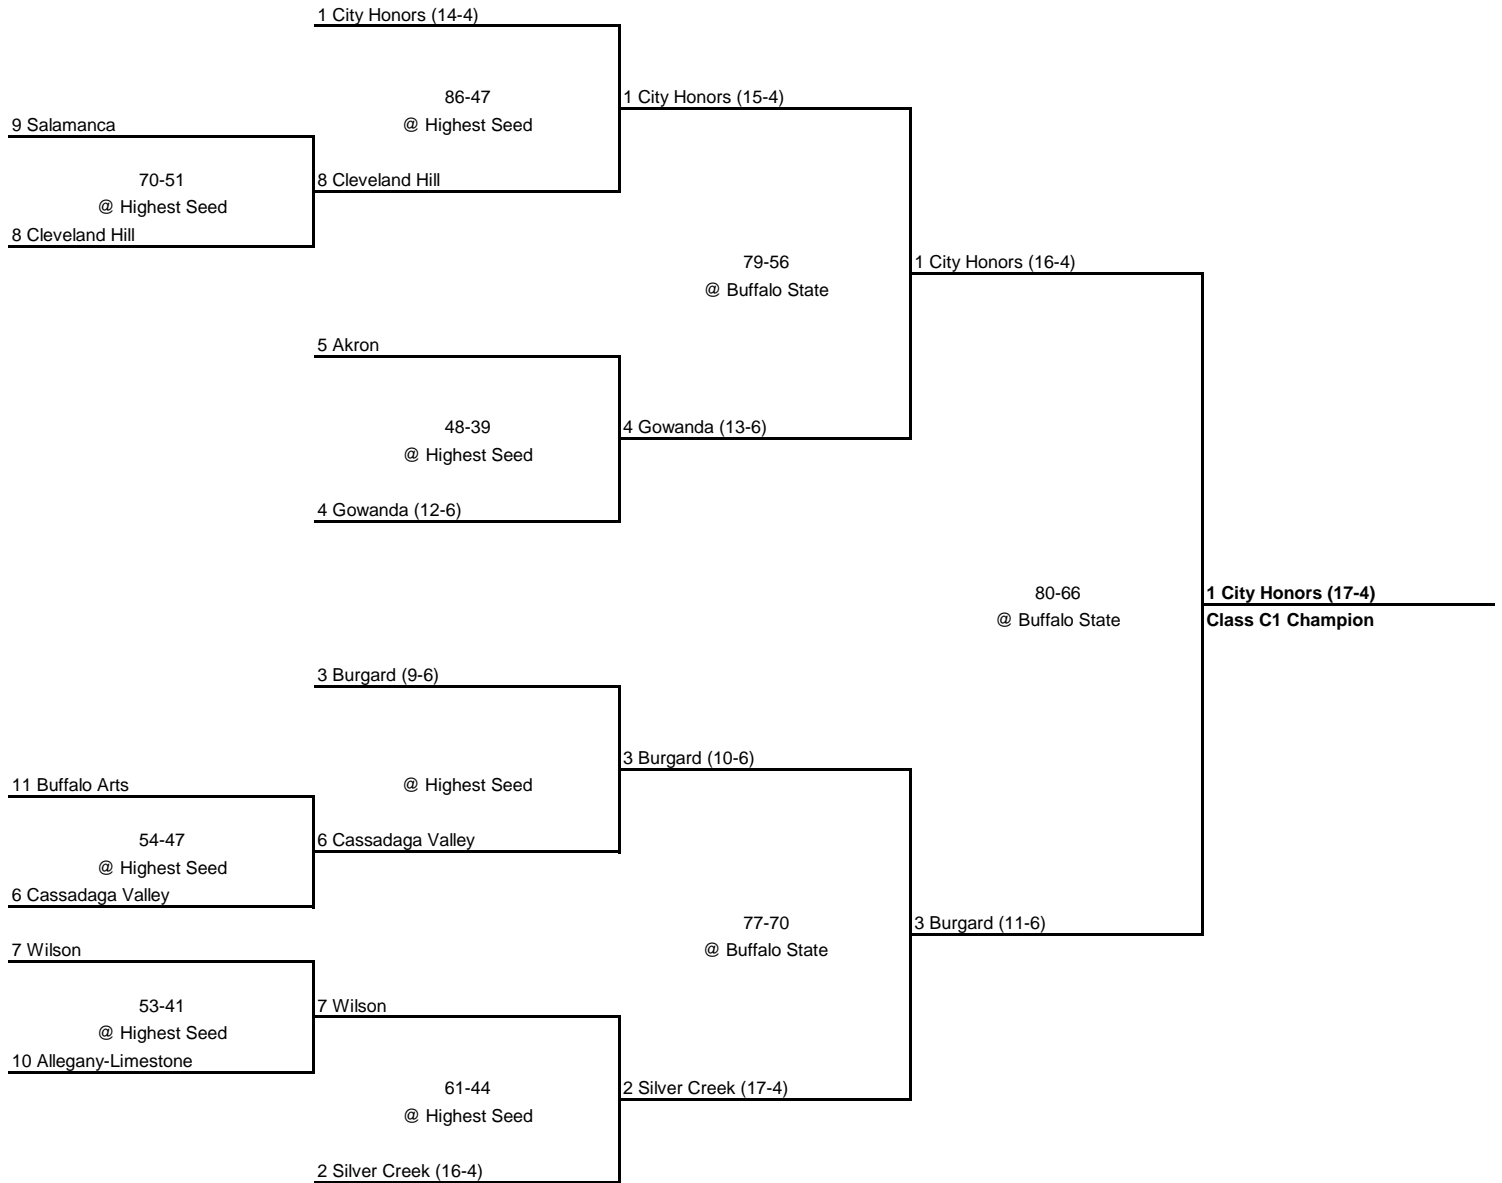 1 City Honors (14-4)
86-47
@ Highest Seed
1 City Honors (15-4)
9 Salamanca
70-51
@ Highest Seed
8 Cleveland Hill
8 Cleveland Hill
79-56
@ Buffalo State
1 City Honors (16-4)
5 Akron
48-39
@ Highest Seed
4 Gowanda (13-6)
4 Gowanda (12-6)
80-66
@ Buffalo State
1 City Honors (17-4)
Class C1 Champion
3 Burgard (9-6)
3 Burgard (10-6)
11 Buffalo Arts
@ Highest Seed
54-47
@ Highest Seed
6 Cassadaga Valley
6 Cassadaga Valley
77-70
@ Buffalo State
3 Burgard (11-6)
7 Wilson
53-41
@ Highest Seed
7 Wilson
10 Allegany-Limestone
61-44
@ Highest Seed
2 Silver Creek (17-4)
2 Silver Creek (16-4)